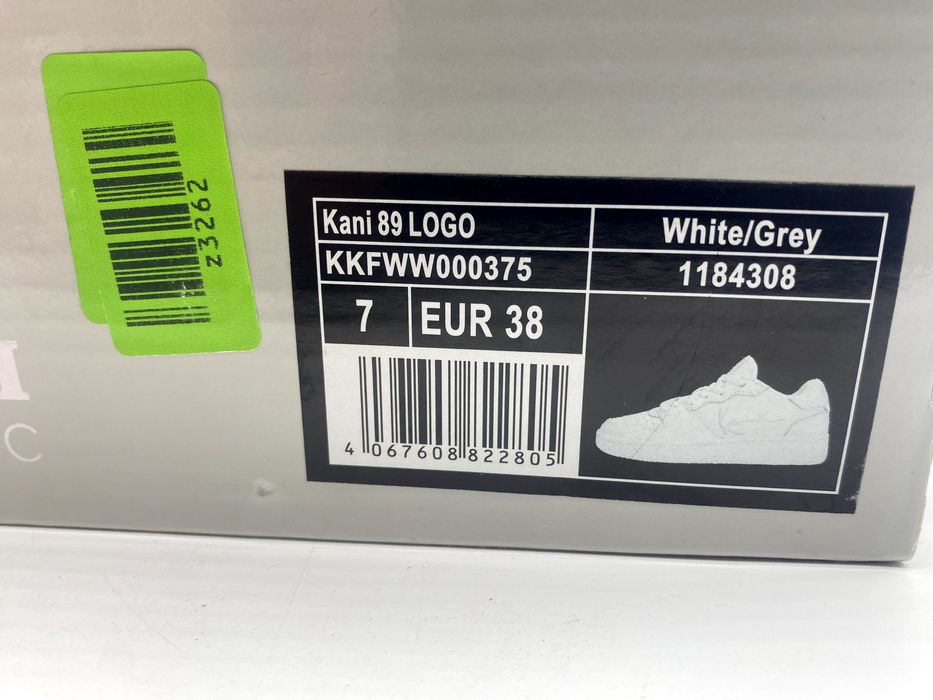 z3262
Kani 89 LOGO
White/Grey
KKFWW000375
1184308
7
EUR 38
4 067608 822805
C